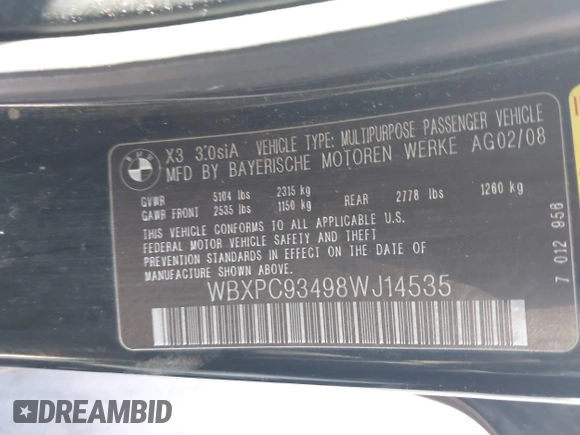 BMW
X3 3.0siA VEHICLE TYPE: MULTIPURPOSE PASSENGER VEHICLE
MFD BY BAYERISCHE MOTOREN WERKE AG 02/08
GVWR 5104 lbs 2315 kg
GAWR FRONT 2535 lbs 1150 kg REAR 2778 lbs 1260 kg
THIS VEHICLE CONFORMS TO ALL APPLICABLE U.S.
FEDERAL MOTOR VEHICLE SAFETY AND THEFT
PREVENTION STANDARDS IN EFFECT ON THE DATE OF
MANUFACTURE SHOWN ABOVE.
WBXPC93498WJ14535
7 012 958
DREAMBID